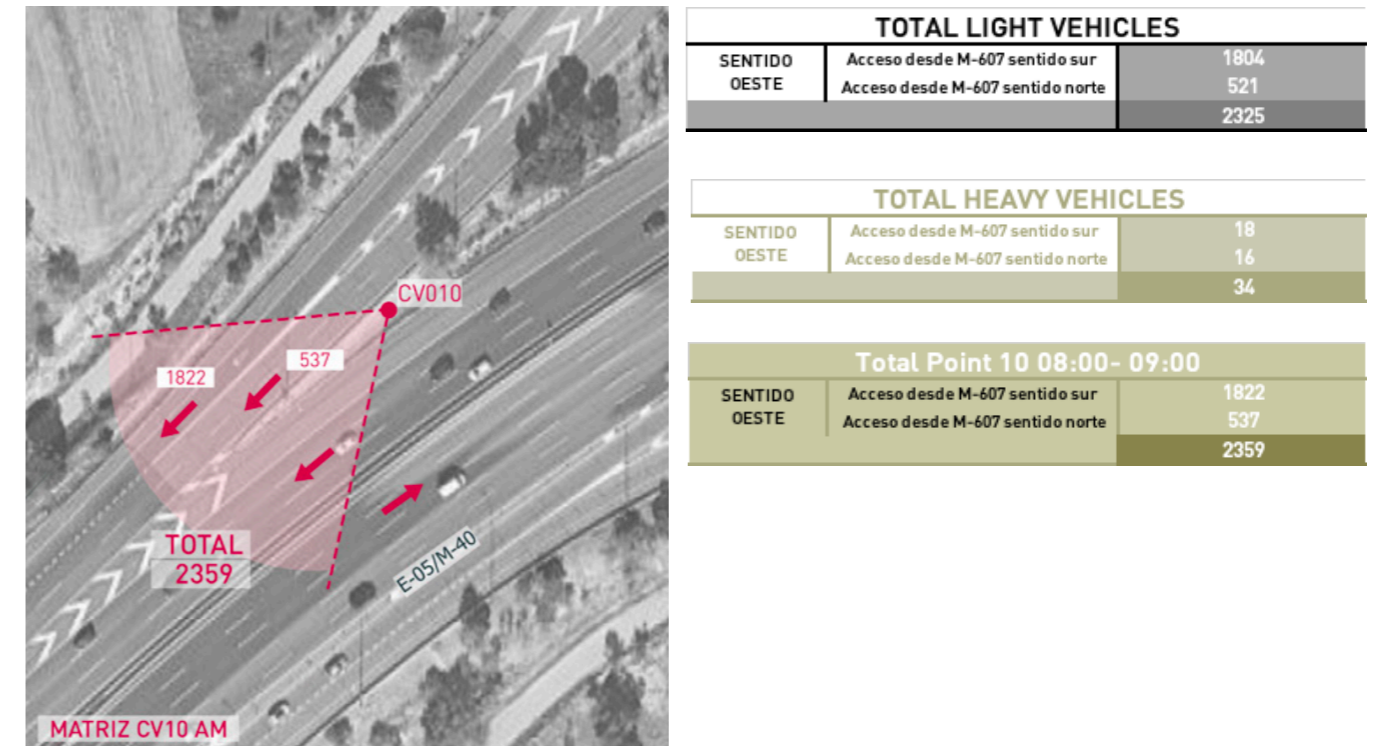 CV010
537
1822
TOTAL
2359
E-05/M-40
MATRIZ CV10 AM
TOTAL LIGHT VEHICLES
SENTIDO OESTE
Acceso desde M-607 sentido sur 1804
Acceso desde M-607 sentido norte 521
2325
TOTAL HEAVY VEHICLES
SENTIDO OESTE
Acceso desde M-607 sentido sur 18
Acceso desde M-607 sentido norte 16
34
Total Point 10 08:00- 09:00
SENTIDO OESTE
Acceso desde M-607 sentido sur 1822
Acceso desde M-607 sentido norte 537
2359